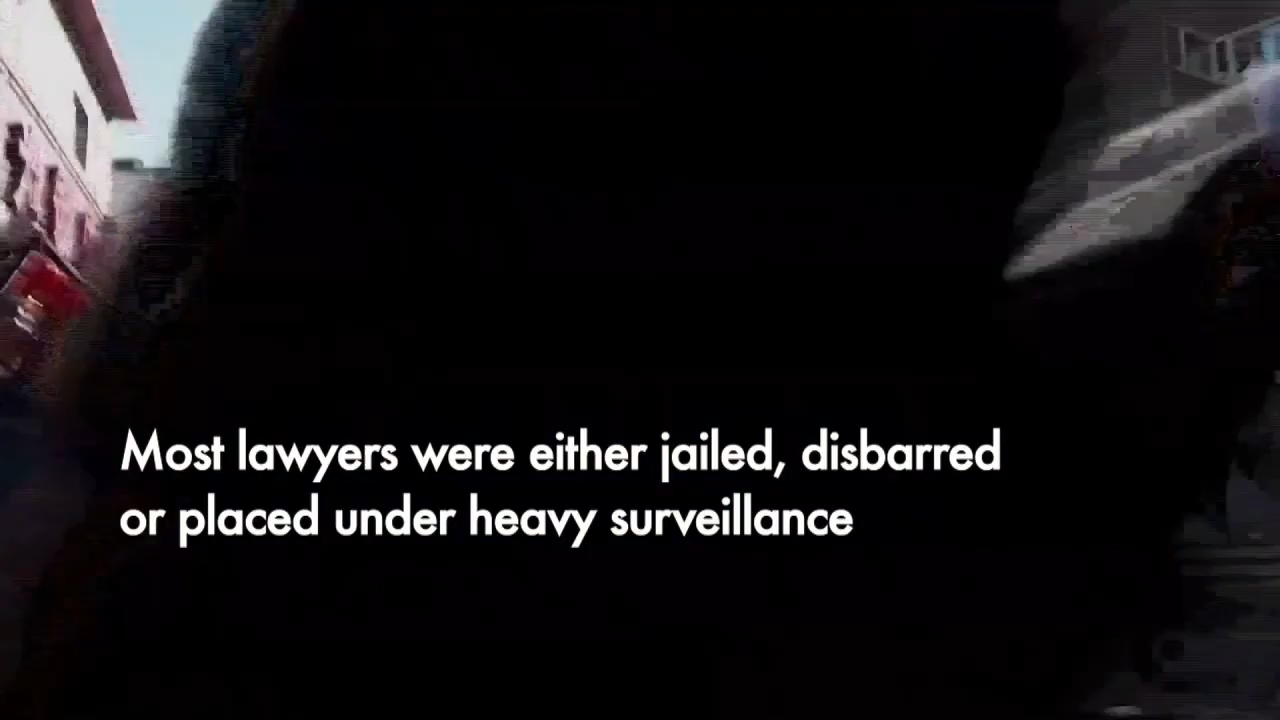 Most lawyers were either jailed, disbarred
or placed under heavy surveillance